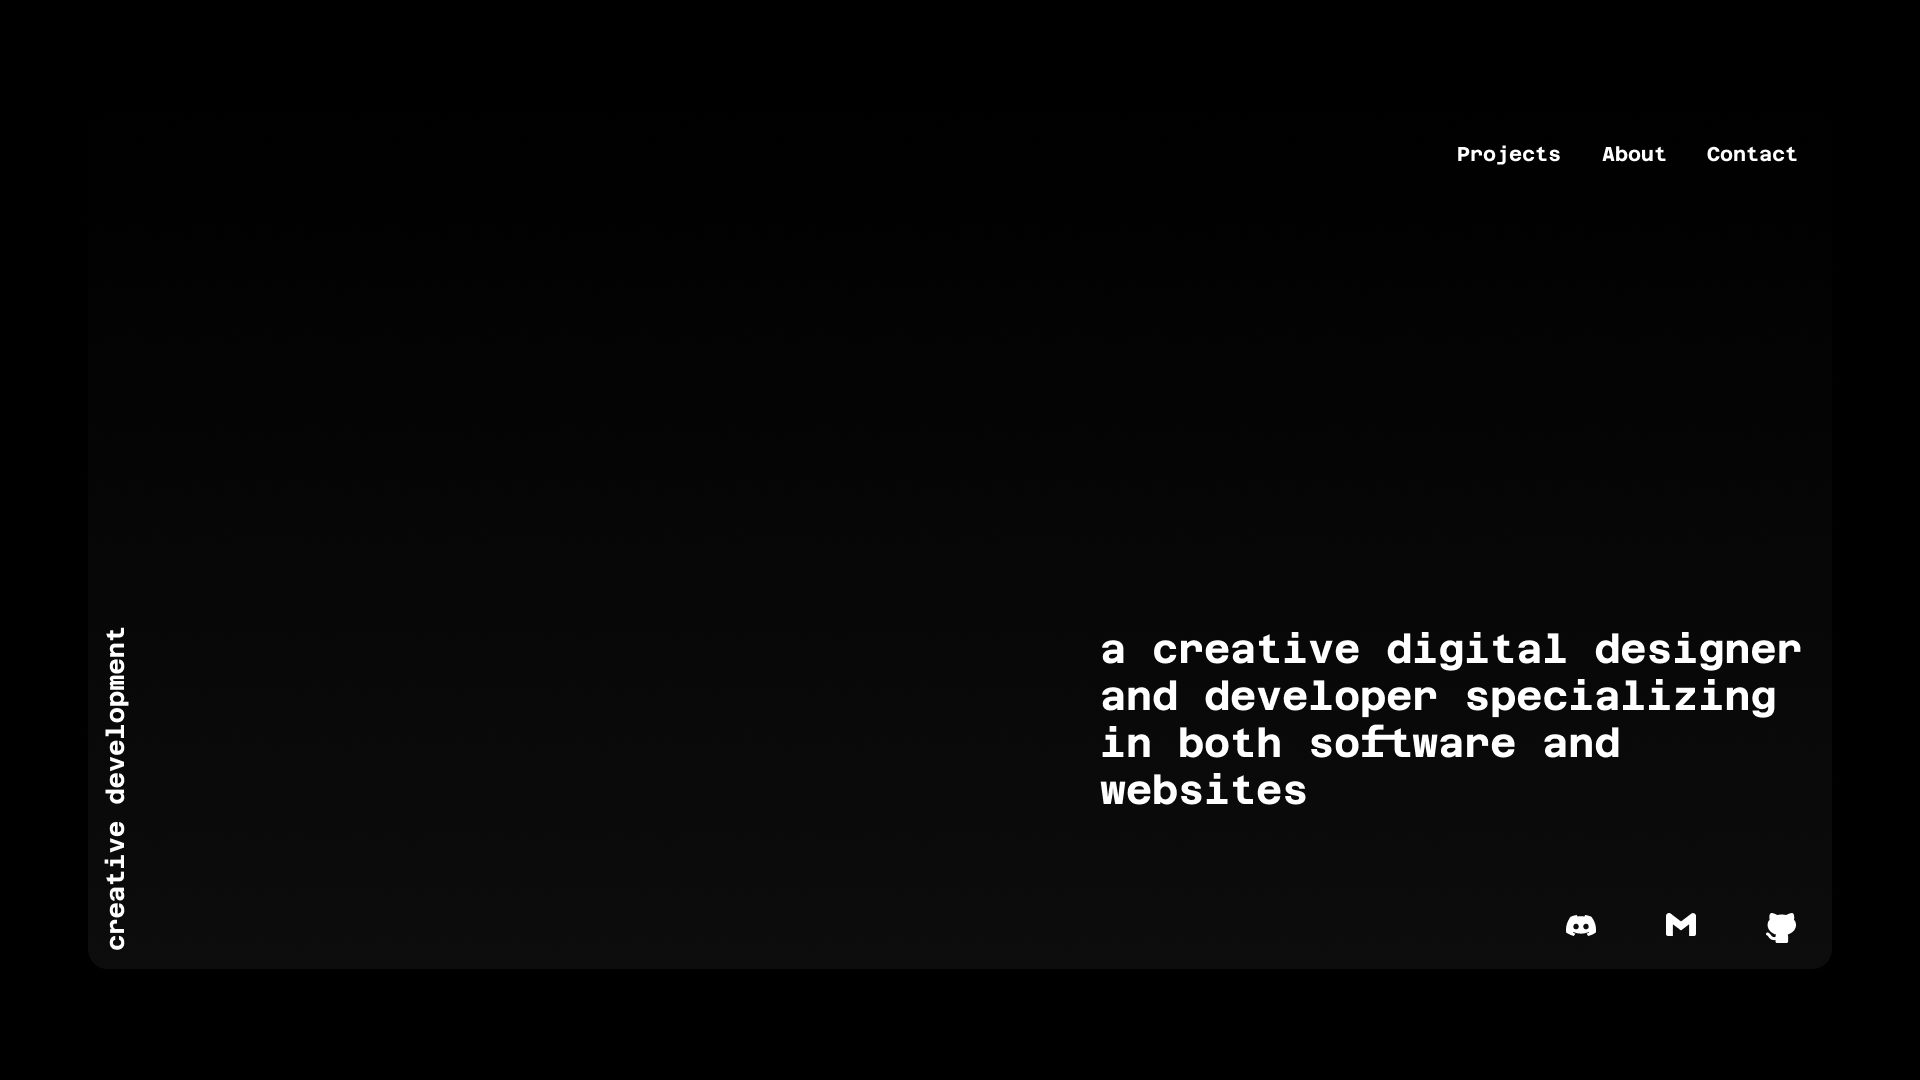 Projects About Contact
creative development
a creative digital designer
and developer specializing
in both software and
websites